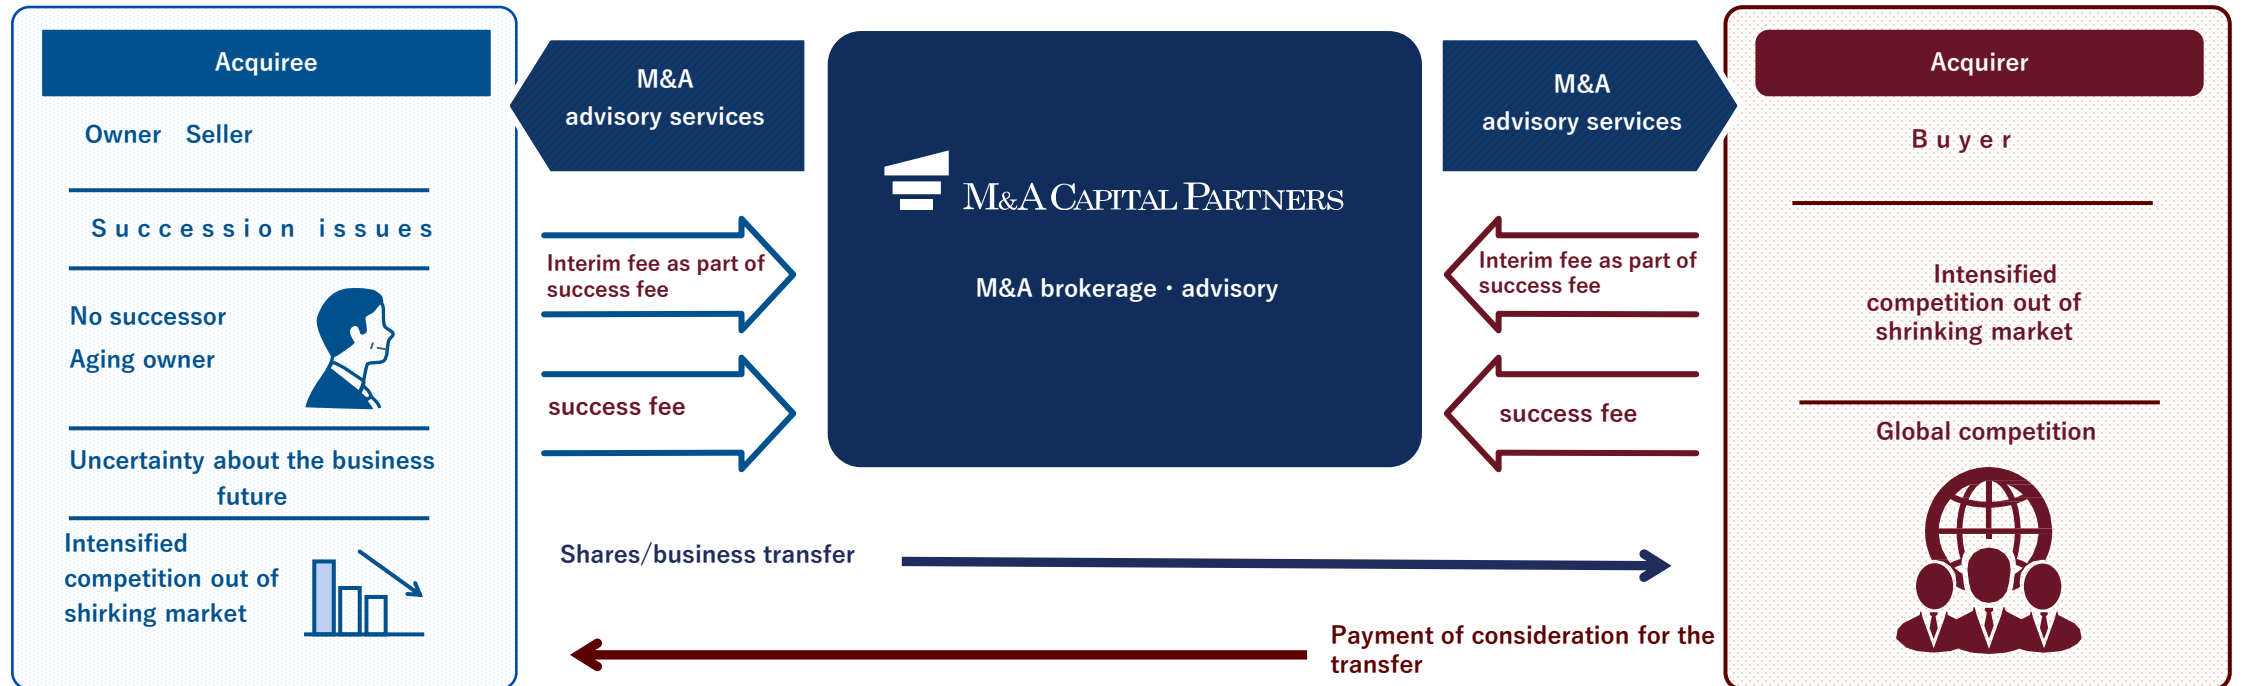 Acquiree
Owner Seller
Succession issues
No successor
Aging owner
Uncertainty about the business
future
Intensified
competition out of
shirking market
M&A
advisory services
Interim fee as part of
success fee
success fee
M&A CAPITAL PARTNERS
M&A brokerage・advisory
M&A
advisory services
Interim fee as part of
success fee
success fee
Shares/business transfer
Payment of consideration for the
transfer
Acquirer
Buyer
Intensified
competition out of
shrinking market
Global competition